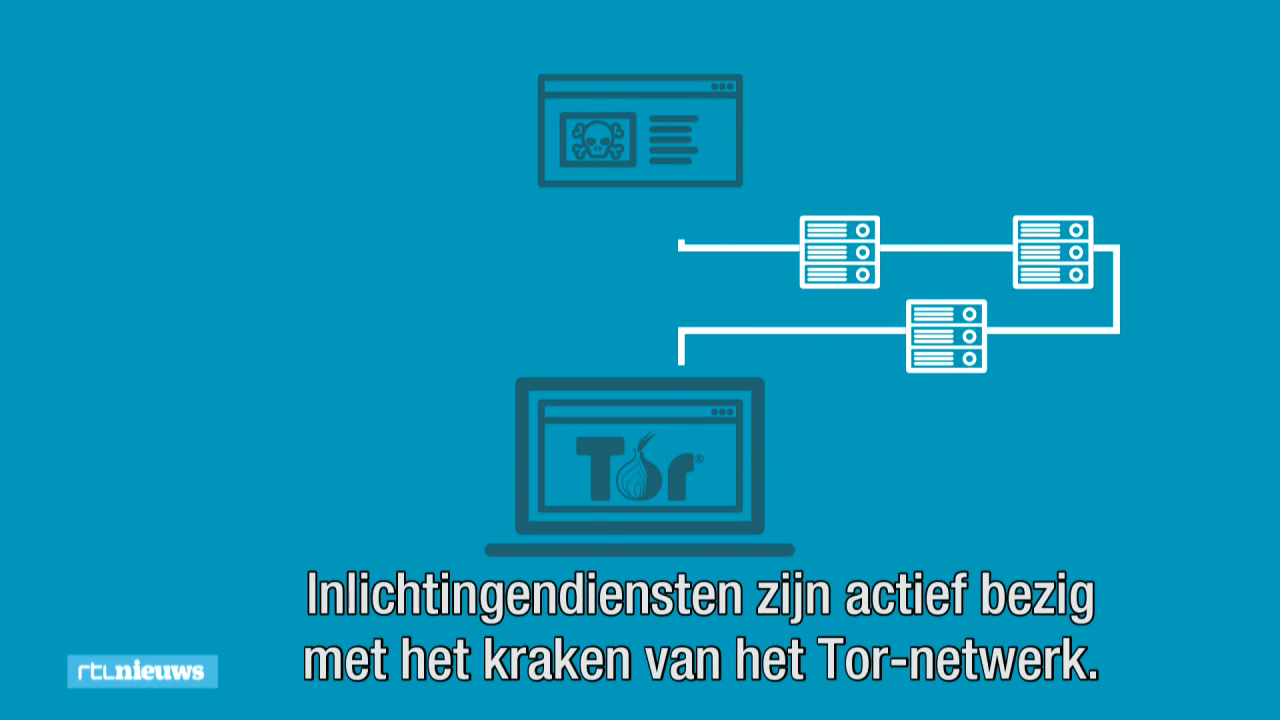 Tor®
Inlichtingendiensten zijn actief bezig
met het kraken van het Tor-netwerk.
rtlnieuws